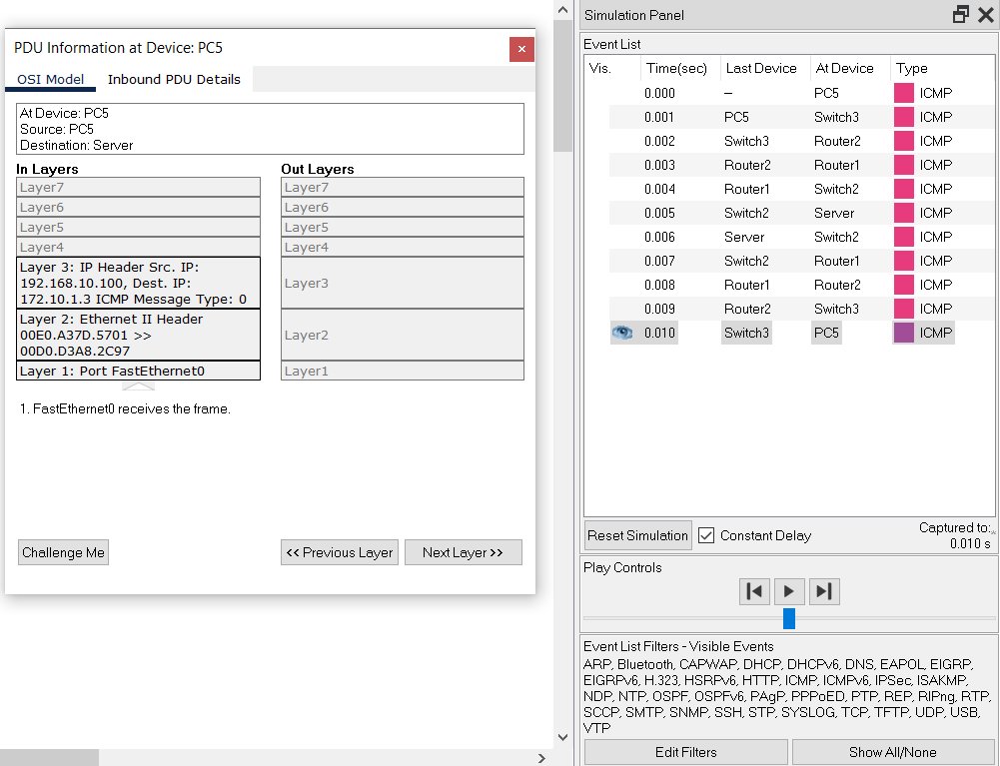 PDU Information at Device: PC5
OSI Model Inbound PDU Details
At Device: PC5
Source: PC5
Destination: Server
In Layers Out Layers
Layer7 Layer7
Layer6 Layer6
Layer5 Layer5
Layer4 Layer4
Layer 3: IP Header Src. IP:
192.168.10.100, Dest. IP:
172.10.1.3 ICMP Message Type: 0
Layer3
Layer 2: Ethernet II Header
00E0.A37D.5701 >>
00D0.D3A8.2C97
Layer2
Layer 1: Port FastEthernet0 Layer1
1. FastEthernet0 receives the frame.
Challenge Me << Previous Layer Next Layer >>
Simulation Panel
Event List
Vis. Time(sec) Last Device At Device Type
0.000 -- PC5 ICMP
0.001 PC5 Switch3 ICMP
0.002 Switch3 Router2 ICMP
0.003 Router2 Router1 ICMP
0.004 Router1 Switch2 ICMP
0.005 Switch2 Server ICMP
0.006 Server Switch2 ICMP
0.007 Switch2 Router1 ICMP
0.008 Router1 Router2 ICMP
0.009 Router2 Switch3 ICMP
0.010 Switch3 PC5 ICMP
Reset Simulation Constant Delay Captured to:*
0.010 s
Play Controls
Event List Filters - Visible Events
ARP, Bluetooth, CAPWAP, DHCP, DHCPv6, DNS, EAPOL, EIGRP,
EIGRPv6, H.323, HSRPv6, HTTP, ICMP, ICMPv6, IPSec, ISAKMP,
NDP, NTP, OSPF, OSPFv6, PAgP, PPPoED, PTP, REP, RIPng, RTP,
SCCP, SMTP, SNMP, SSH, STP, SYSLOG, TCP, TFTP, UDP, USB,
VTP
Edit Filters Show All/None